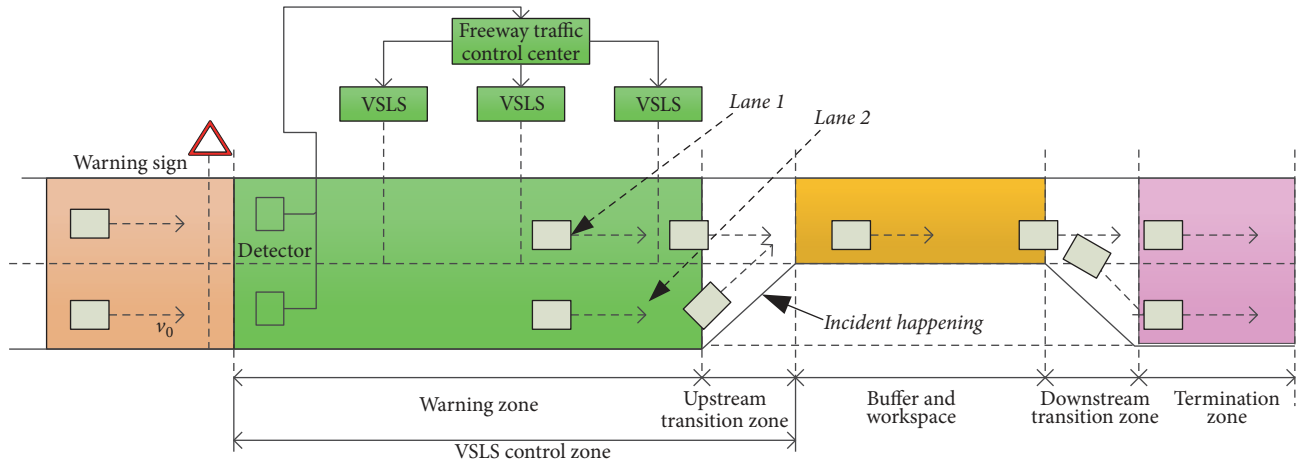 Freeway traffic
control center
VSLS
VSLS
VSLS
Lane 1
Lane 2
Warning sign
Detector
v0
Incident happening
Warning zone
Upstream
transition zone
Buffer and
workspace
Downstream
transition zone
Termination
zone
VSLS control zone